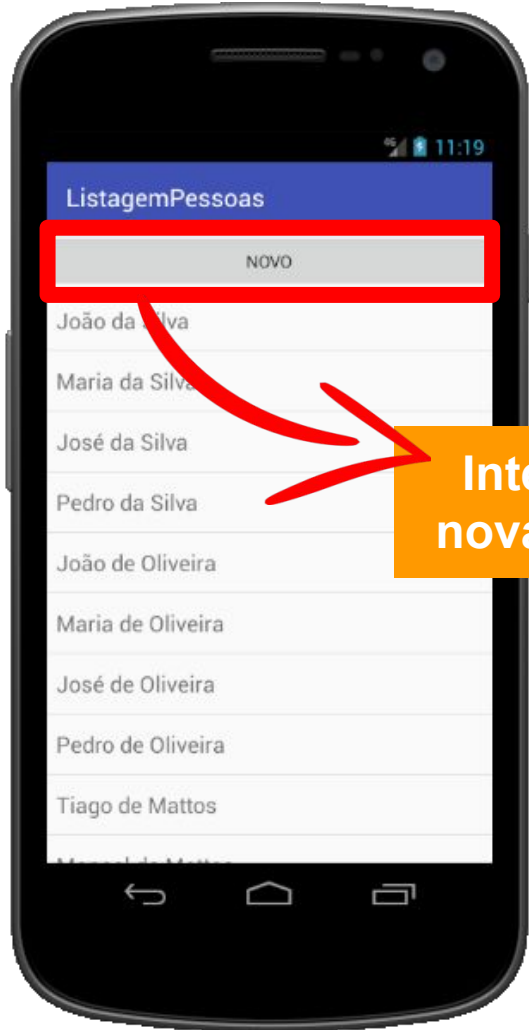 4G 11:19
ListagemPessoas
NOVO
João da Silva
Maria da Silva
José da Silva
Pedro da Silva
João de Oliveira
Maria de Oliveira
José de Oliveira
Pedro de Oliveira
Tiago de Mattos